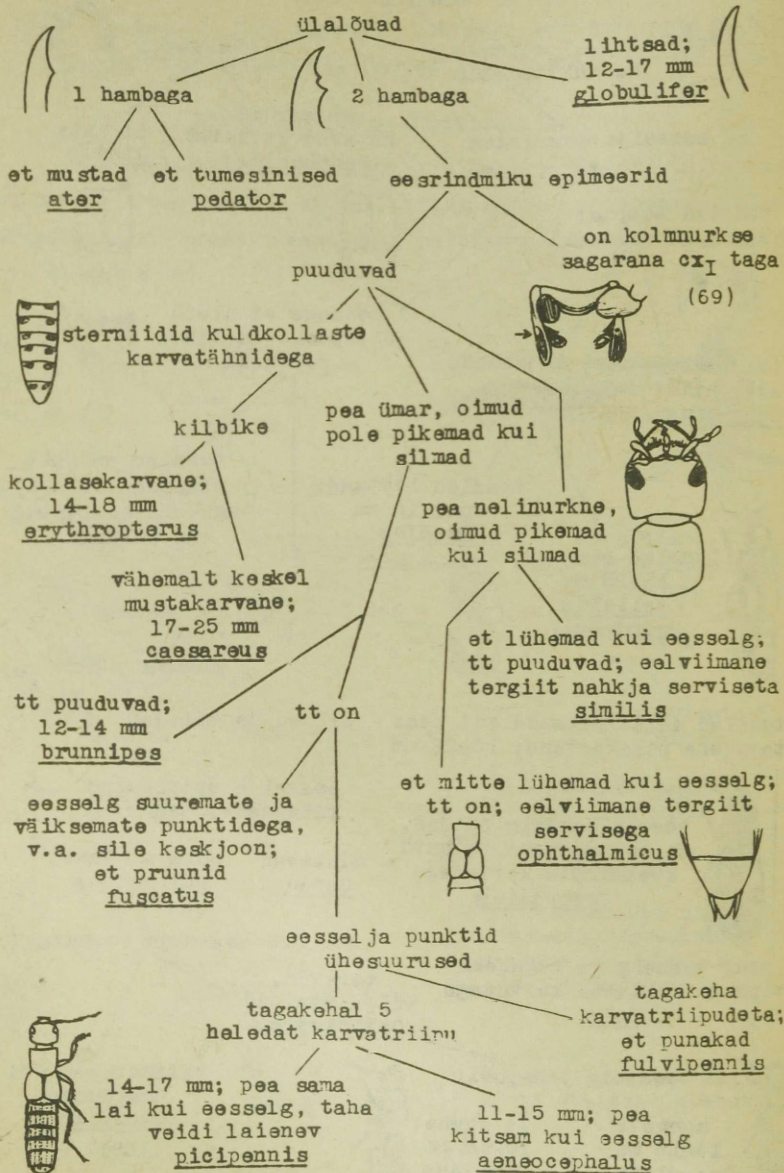 ülalõuad
lihtsad;
12-17 mm
globulifer
1 hambaga
2 hambaga
et mustad
ater
et tumesinised
pedator
eesrindmiku epimeerid
on kolmnurkse
sagarana cxI taga
(69)
puuduvad
sterniidid kuldkollaste
karvatähnidega
kilbike
pea ümar, oimud
pole pikemad kui
silmad
kollasekarvane;
14-18 mm
erythropterus
pea nelinurkne,
oimud pikemad
kui silmad
vähemalt keskel
mustakarvane;
17-25 mm
caesareus
et lühemad kui eesselg;
tt puuduvad; eelviimane
tergiit nahkja serviseta
similis
tt puuduvad;
12-14 mm
brunnipes
tt on
et mitte lühemad kui eesselg;
tt on; eelviimane tergiit
servisega
ophthalmicus
eesselg suuremate ja
väiksemate punktidega,
v.a. sile keskjoon;
et pruunid
fuscatus
eesselja punktid
ühesuurused
tagakehal 5
heledat karvatriipu
tagakeha
karvatriipudeta;
et punakad
fulvipennis
14-17 mm; pea sama
lai kui eesselg, taha
veidi laienev
picipennis
11-15 mm; pea
kitsam kui eesselg
aeneocephalus